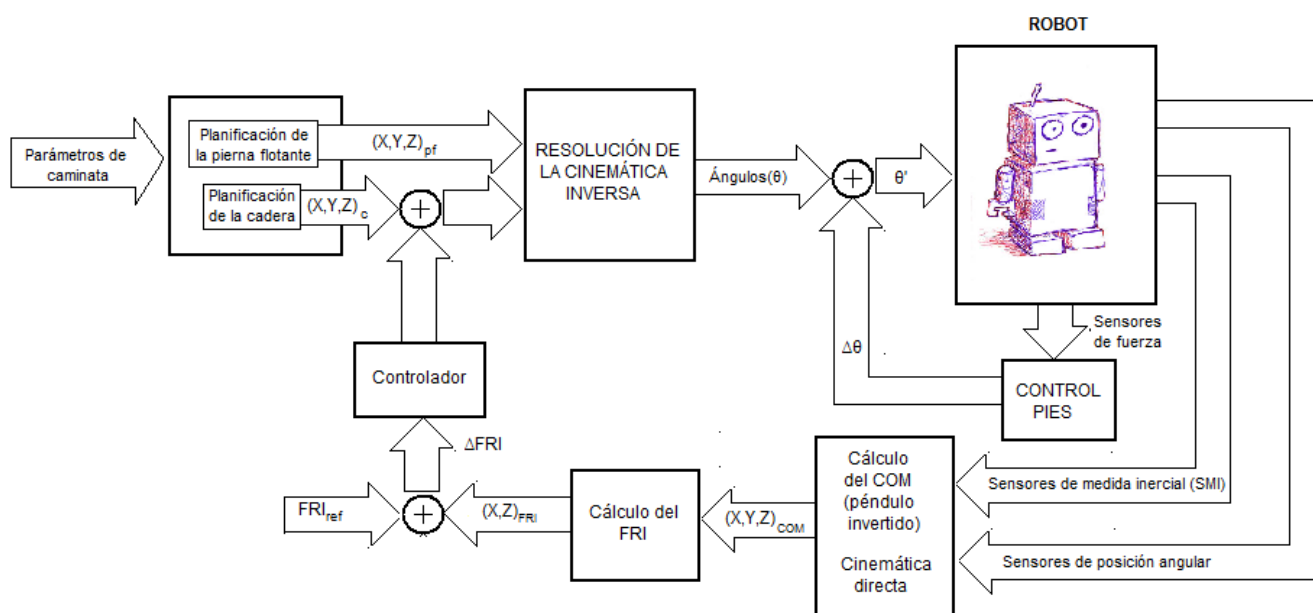 ROBOT
Parámetros de
caminata
Planificación de
la pierna flotante
(X,Y,Z)pf
Planificación
de la cadera
(X,Y,Z)c
+
RESOLUCIÓN DE
LA CINEMÁTICA
INVERSA
Ángulos(θ)
+
θ'
Sensores
de fuerza
Δθ
CONTROL
PIES
Controlador
ΔFRI
FRIref
+
(X,Z)FRI
Cálculo del
FRI
(X,Y,Z)COM
Cálculo
del COM
(péndulo
invertido)
Cinemática
directa
Sensores de medida inercial (SMI)
Sensores de posición angular